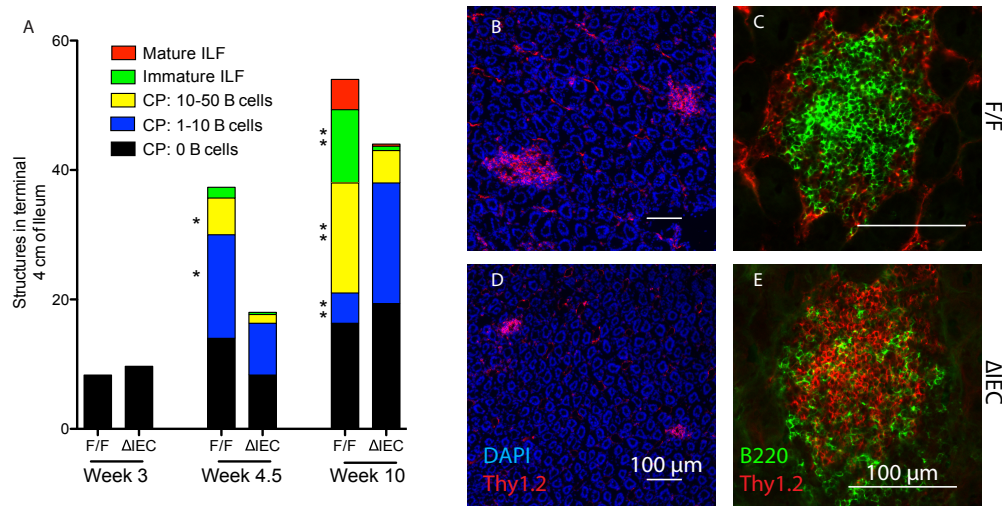 A
60
40
20
0
Structures in terminal
4 cm of Ileum
Mature ILF
Immature ILF
CP: 10-50 B cells
CP: 1-10 B cells
CP: 0 B cells
*
*
*
*
*
*
*
*
F/F
ΔIEC
F/F
ΔIEC
F/F
ΔIEC
Week 3
Week 4.5
Week 10
B
C
F/F
D
DAPI
Thy1.2
100 µm
E
B220
Thy1.2
100 µm
ΔIEC